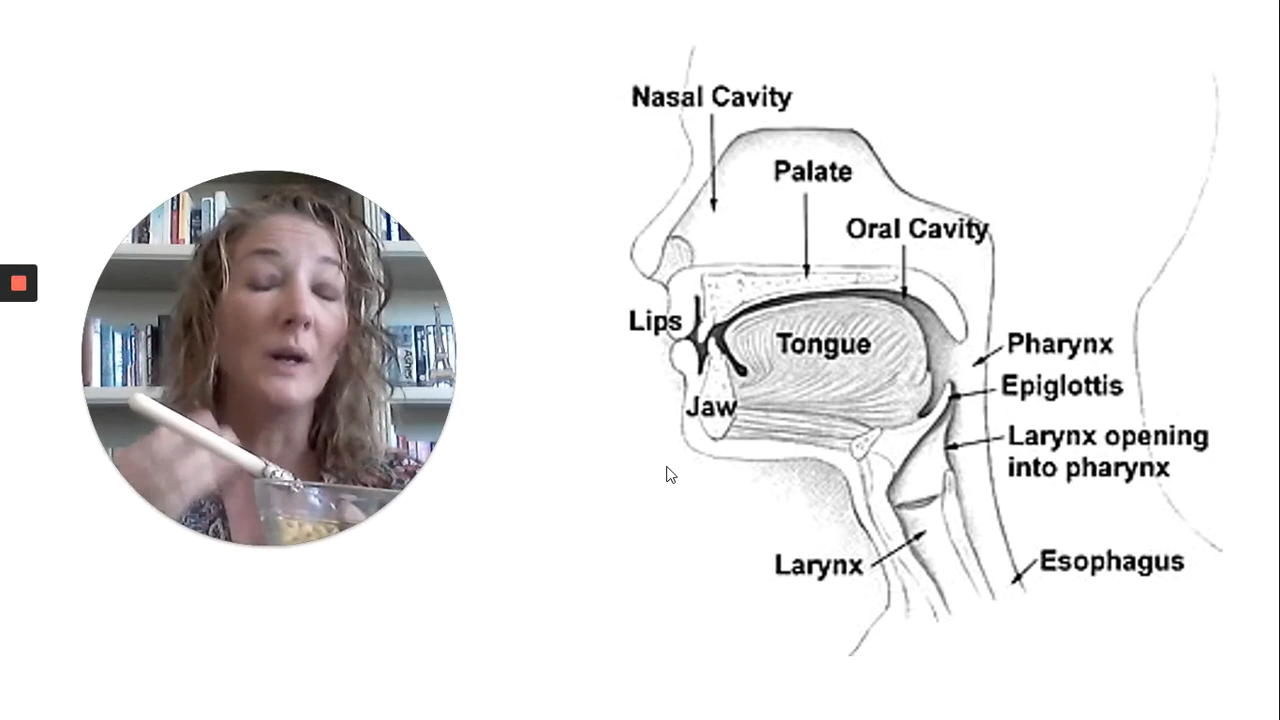 Nasal Cavity
Palate
Oral Cavity
Lips
Tongue
Pharynx
Epiglottis
Jaw
Larynx opening
into pharynx
Larynx
Esophagus